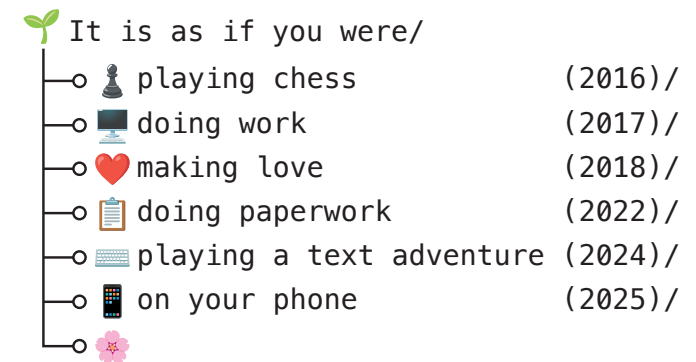 🌱 It is as if you were/
♟️ playing chess (2016)/
🖥️ doing work (2017)/
❤️ making love (2018)/
📋 doing paperwork (2022)/
⌨️ playing a text adventure (2024)/
📱 on your phone (2025)/
🌸